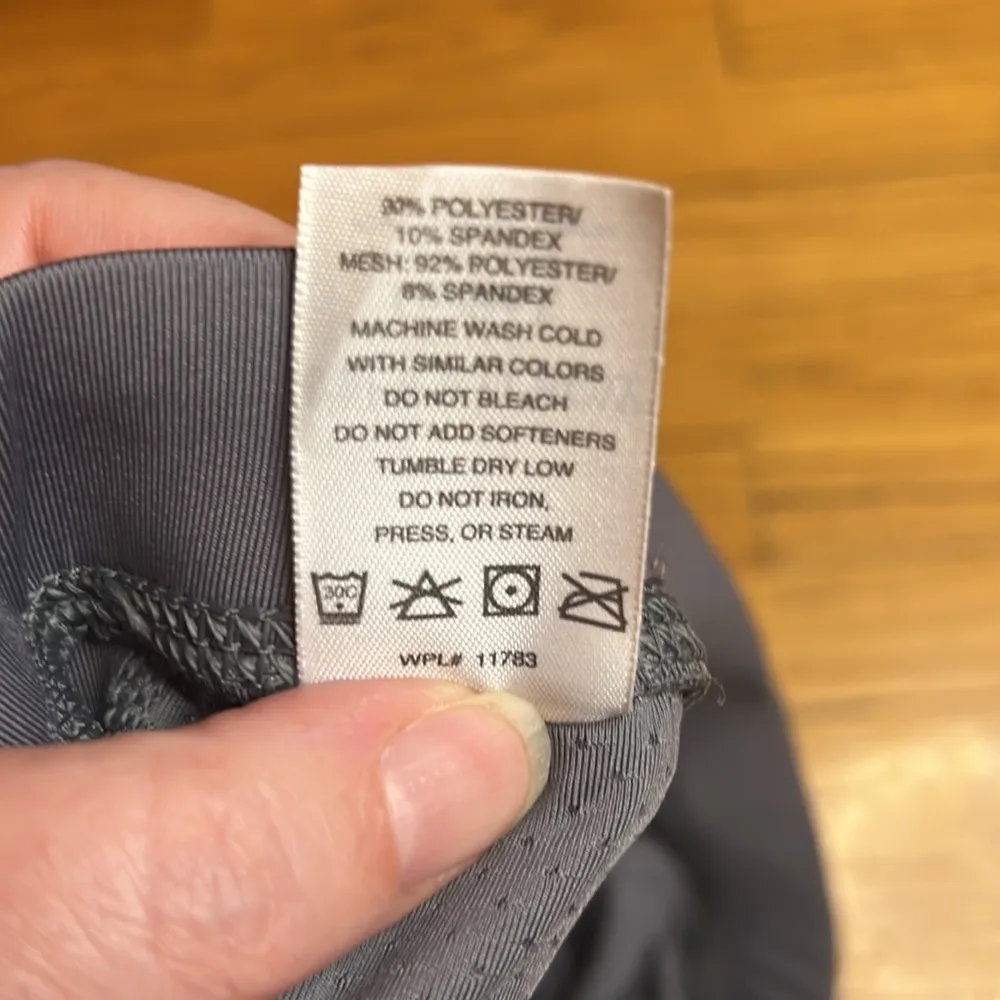 90% POLYESTER/
10% SPANDEX
MESH: 92% POLYESTER/
8% SPANDEX
MACHINE WASH COLD
WITH SIMILAR COLORS
DO NOT BLEACH
DO NOT ADD SOFTENERS
TUMBLE DRY LOW
DO NOT IRON,
PRESS, OR STEAM
30C
WPL# 11783